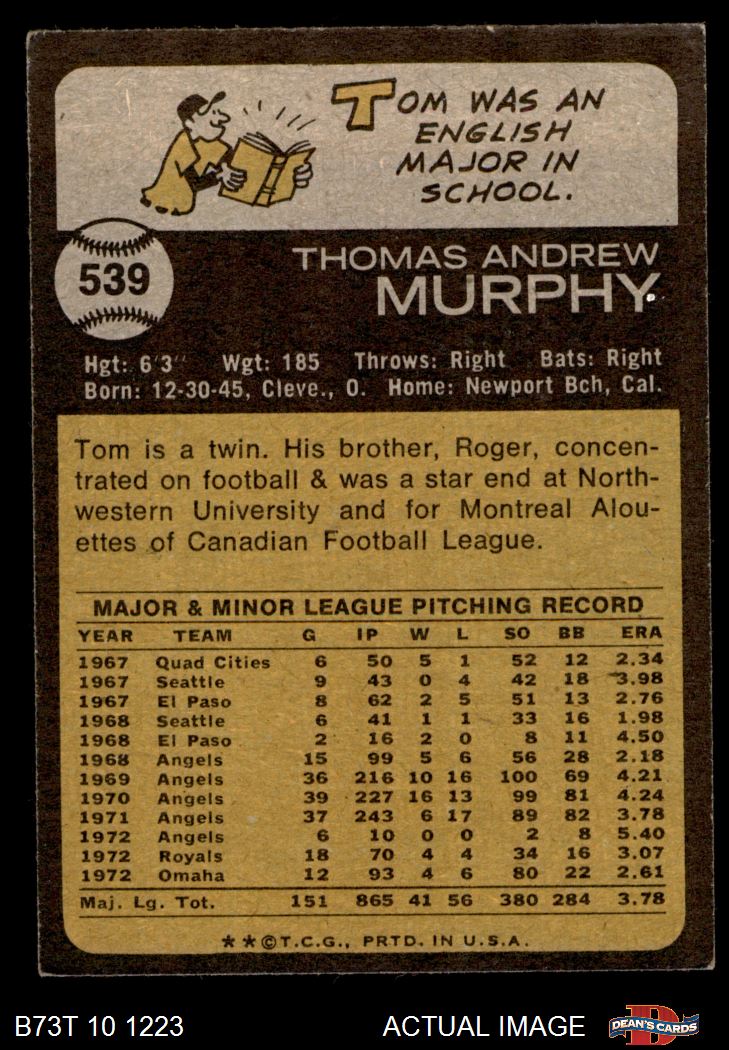 TOM WAS AN
ENGLISH
MAJOR IN
SCHOOL.
539
THOMAS ANDREW
MURPHY
Hgt: 6'3" Wgt: 185 Throws: Right Bats: Right
Born: 12-30-45, Cleve., O. Home: Newport Bch, Cal.
Tom is a twin. His brother, Roger, concen-
trated on football & was a star end at North-
western University and for Montreal Alou-
ettes of Canadian Football League.
MAJOR & MINOR LEAGUE PITCHING RECORD
YEAR TEAM G IP W L SO BB ERA
1967 Quad Cities 6 50 5 1 52 12 2.34
1967 Seattle 9 43 0 4 42 18 3.98
1967 El Paso 8 62 2 5 51 13 2.76
1968 Seattle 6 41 1 1 33 16 1.98
1968 El Paso 2 16 2 0 8 11 4.50
1968 Angels 15 99 5 6 56 28 2.18
1969 Angels 36 216 10 16 100 69 4.21
1970 Angels 39 227 16 13 99 81 4.24
1971 Angels 37 243 6 17 89 82 3.78
1972 Angels 6 10 0 0 2 8 5.40
1972 Royals 18 70 4 4 34 16 3.07
1972 Omaha 12 93 4 6 80 22 2.61
Maj. Lg. Tot. 151 865 41 56 380 284 3.78
★★©T.C.G., PRTD. IN U.S.A.
B73T 10 1223 ACTUAL IMAGE D DEAN'S CARDS